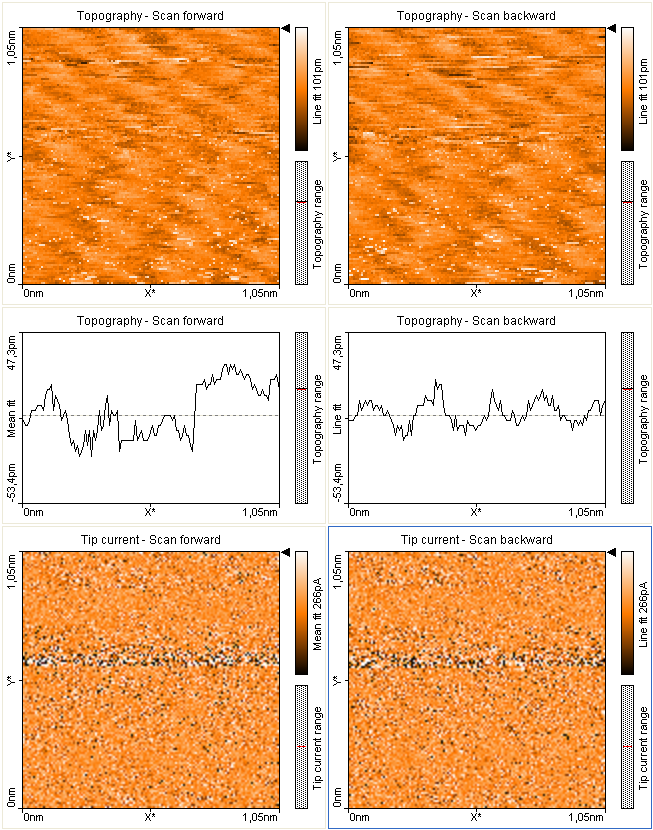 Topography - Scan forward
1,05nm
Y*
0nm
0nm
X*
1,05nm
Line fit 101pm
Topography range
Topography - Scan backward
1,05nm
Y*
0nm
0nm
X*
1,05nm
Line fit 101pm
Topography range
Topography - Scan forward
47,3pm
Mean fit
-53,4pm
0nm
X*
1,05nm
Topography range
Topography - Scan backward
47,3pm
Line fit
-53,4pm
0nm
X*
1,05nm
Topography range
Tip current - Scan forward
1,05nm
Y*
0nm
0nm
X*
1,05nm
Mean fit 266pA
Tip current range
Tip current - Scan backward
1,05nm
Y*
0nm
0nm
X*
1,05nm
Line fit 266pA
Tip current range